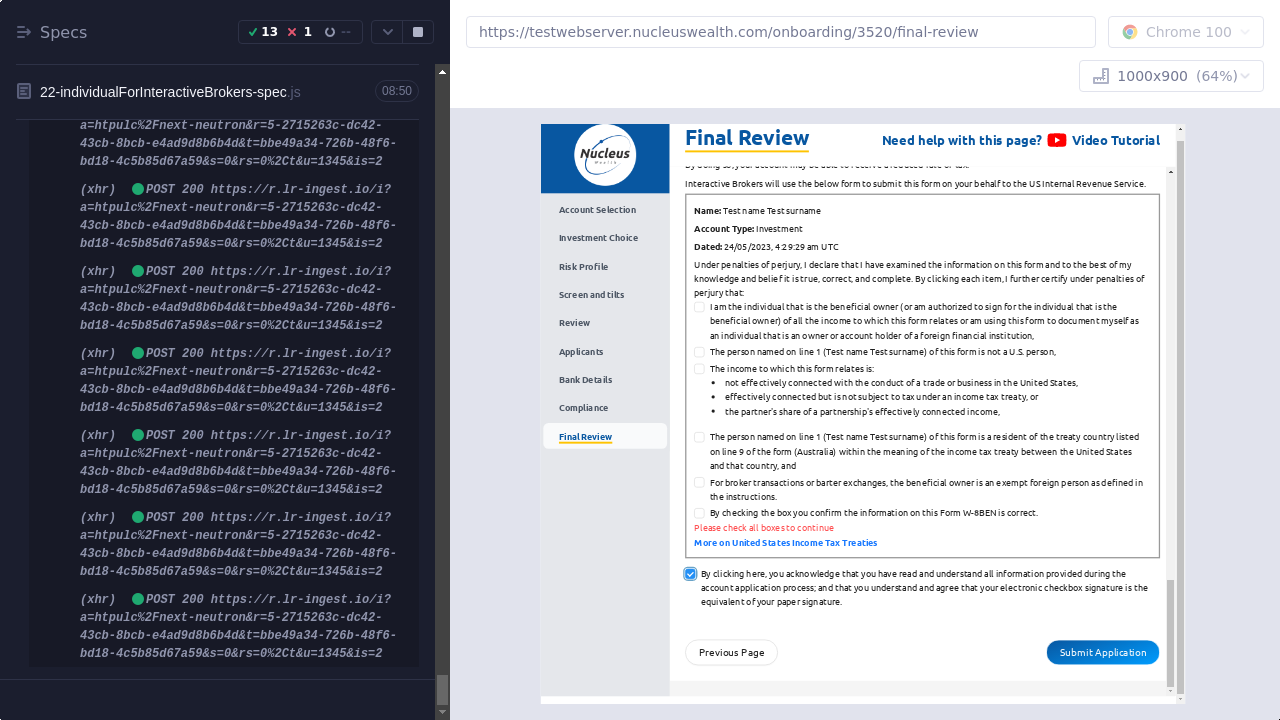 Specs
13
1
--
22-individualForInteractiveBrokers-spec.js
08:50
a=htpulc%2Fnext-neutron&r=5-2715263c-dc42-
43cb-8bcb-e4ad9d8b6b4d&t=bbe49a34-726b-48f6-
bd18-4c5b85d67a59&s=0&rs=0%2Ct&u=1345&is=2
(xhr) POST 200 https://r.lr-ingest.io/i?
a=htpulc%2Fnext-neutron&r=5-2715263c-dc42-
43cb-8bcb-e4ad9d8b6b4d&t=bbe49a34-726b-48f6-
bd18-4c5b85d67a59&s=0&rs=0%2Ct&u=1345&is=2
(xhr) POST 200 https://r.lr-ingest.io/i?
a=htpulc%2Fnext-neutron&r=5-2715263c-dc42-
43cb-8bcb-e4ad9d8b6b4d&t=bbe49a34-726b-48f6-
bd18-4c5b85d67a59&s=0&rs=0%2Ct&u=1345&is=2
(xhr) POST 200 https://r.lr-ingest.io/i?
a=htpulc%2Fnext-neutron&r=5-2715263c-dc42-
43cb-8bcb-e4ad9d8b6b4d&t=bbe49a34-726b-48f6-
bd18-4c5b85d67a59&s=0&rs=0%2Ct&u=1345&is=2
(xhr) POST 200 https://r.lr-ingest.io/i?
a=htpulc%2Fnext-neutron&r=5-2715263c-dc42-
43cb-8bcb-e4ad9d8b6b4d&t=bbe49a34-726b-48f6-
bd18-4c5b85d67a59&s=0&rs=0%2Ct&u=1345&is=2
(xhr) POST 200 https://r.lr-ingest.io/i?
a=htpulc%2Fnext-neutron&r=5-2715263c-dc42-
43cb-8bcb-e4ad9d8b6b4d&t=bbe49a34-726b-48f6-
bd18-4c5b85d67a59&s=0&rs=0%2Ct&u=1345&is=2
(xhr) POST 200 https://r.lr-ingest.io/i?
a=htpulc%2Fnext-neutron&r=5-2715263c-dc42-
43cb-8bcb-e4ad9d8b6b4d&t=bbe49a34-726b-48f6-
bd18-4c5b85d67a59&s=0&rs=0%2Ct&u=1345&is=2
https://testwebserver.nucleuswealth.com/onboarding/3520/final-review
Chrome 100
1000x900 (64%)
Nucleus
Wealth
Account Selection
Investment Choice
Risk Profile
Screen and tilts
Review
Applicants
Bank Details
Compliance
Final Review
Final Review
Need help with this page? Video Tutorial
By doing so, your account may be able to receive a reduced rate of tax.
Interactive Brokers will use the below form to submit this form on your behalf to the US Internal Revenue Service.
Name: Test name Test surname
Account Type: Investment
Dated: 24/05/2023, 4:29:29 am UTC
Under penalties of perjury, I declare that I have examined the information on this form and to the best of my
knowledge and belief it is true, correct, and complete. By clicking each item, I further certify under penalties of
perjury that:
I am the individual that is the beneficial owner (or am authorized to sign for the individual that is the
beneficial owner) of all the income to which this form relates or am using this form to document myself as
an individual that is an owner or account holder of a foreign financial institution,
The person named on line 1 (Test name Test surname) of this form is not a U.S. person,
The income to which this form relates is:
• not effectively connected with the conduct of a trade or business in the United States,
• effectively connected but is not subject to tax under an income tax treaty, or
• the partner's share of a partnership's effectively connected income,
The person named on line 1 (Test name Test surname) of this form is a resident of the treaty country listed
on line 9 of the form (Australia) within the meaning of the income tax treaty between the United States
and that country, and
For broker transactions or barter exchanges, the beneficial owner is an exempt foreign person as defined in
the instructions.
By checking the box you confirm the information on this Form W-8BEN is correct.
Please check all boxes to continue
More on United States Income Tax Treaties
By clicking here, you acknowledge that you have read and understand all information provided during the
account application process; and that you understand and agree that your electronic checkbox signature is the
equivalent of your paper signature.
Previous Page
Submit Application